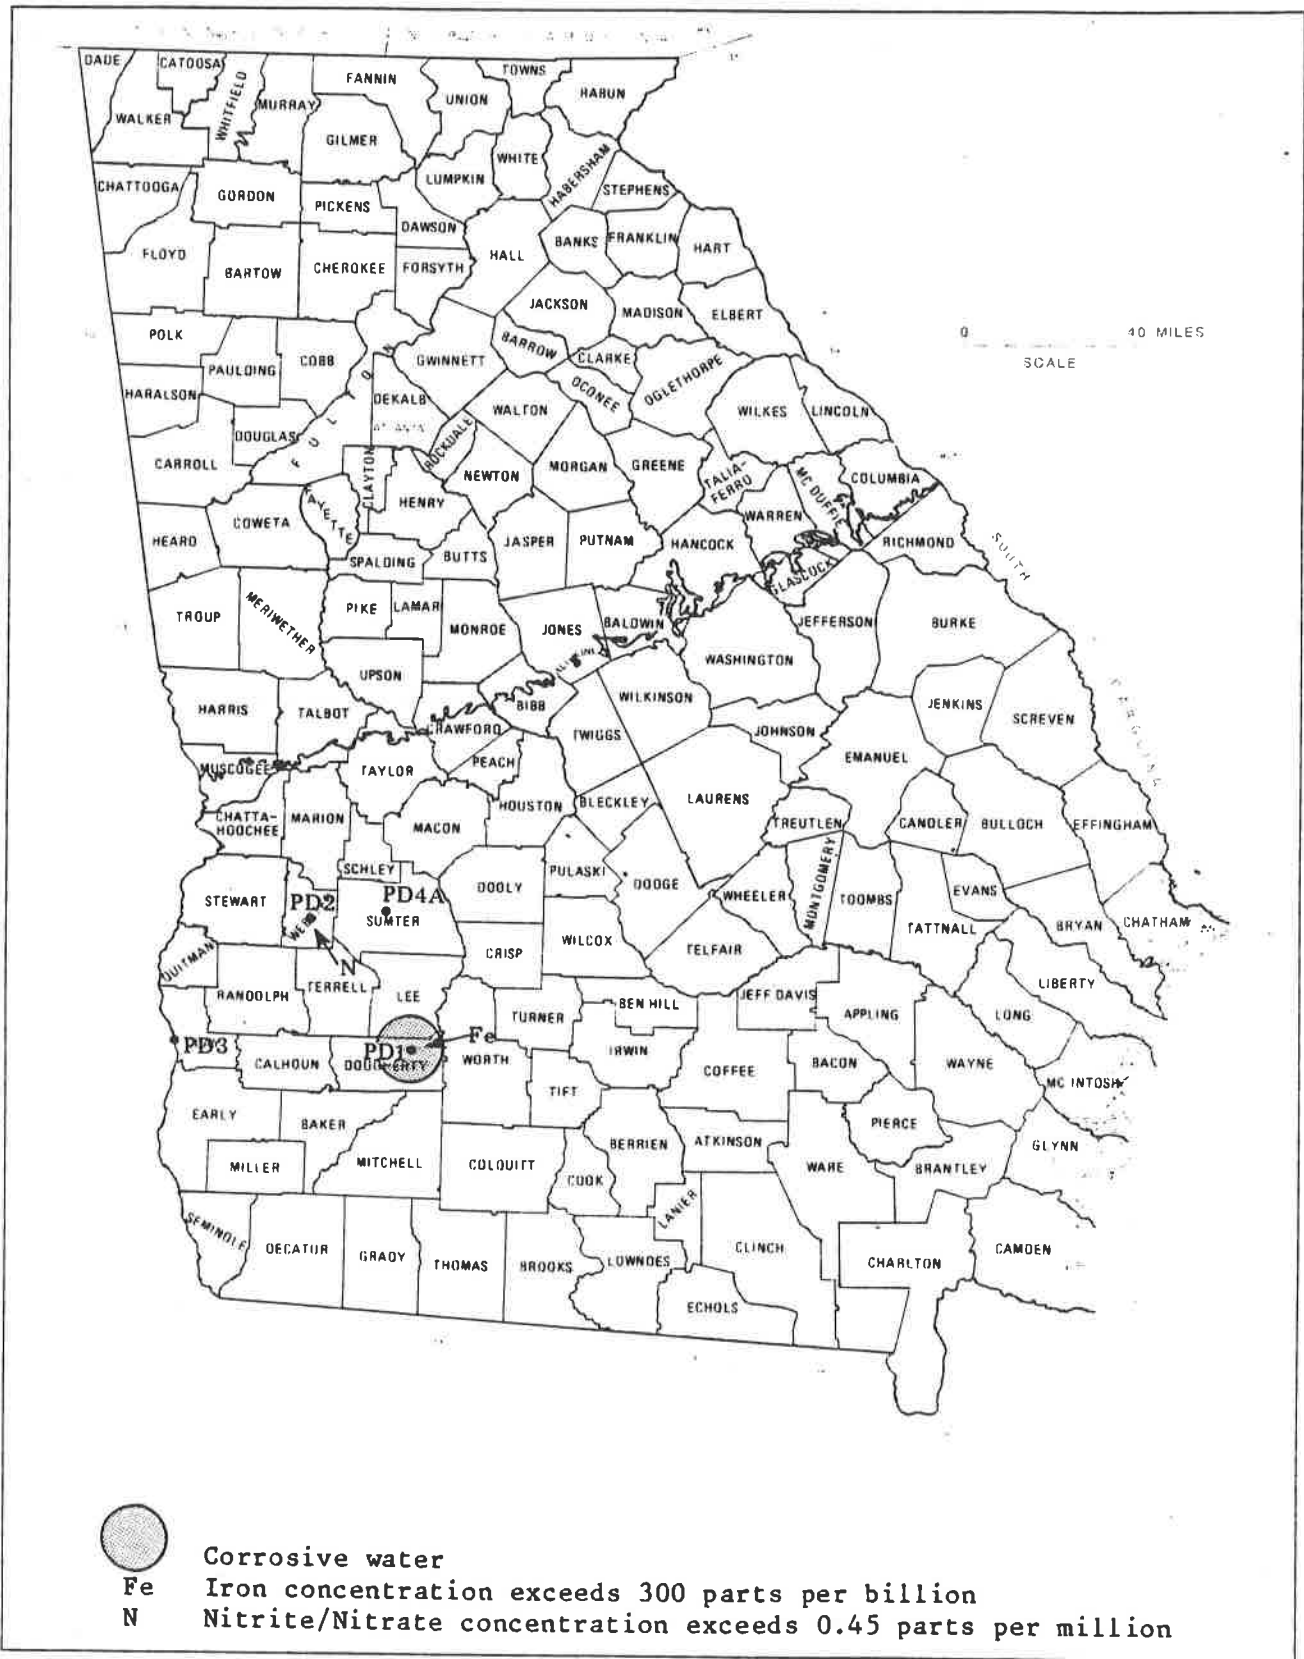 DADE
CATOOSA
FANNIN
TOWNS
RABUN
UNION
WHITFIELD
MURRAY
WALKER
GILMER
WHITE
HABERSHAM
LUMPKIN
STEPHENS
CHATTOOGA
GORDON
PICKENS
DAWSON
BANKS
FRANKLIN
HART
HALL
FLOYD
BARTOW
CHEROKEE
FORSYTH
JACKSON
MADISON
ELBERT
POLK
0 40 MILES
SCALE
COBB
GWINNETT
BARROW
CLARKE
PAULDING
OGLETHORPE
HARALSON
DEKALB
OCONEE
WALTON
WILKES
LINCOLN
FULTON
DOUGLAS
ATLANTA
ROCKDALE
CARROLL
CLAYTON
NEWTON
MORGAN
GREENE
TALIA-
FERRO
MC DUFFIE
COLUMBIA
FAYETTE
HENRY
COWETA
WARREN
HEARD
SPALDING
BUTTS
JASPER
PUTNAM
HANCOCK
RICHMOND
SOUTH
GLASCOCK
TROUP
MERIWETHER
PIKE
LAMAR
MONROE
JONES
BALDWIN
JEFFERSON
BURKE
UPSON
WASHINGTON
HARRIS
TALBOT
CRAWFORD
BIBB
WILKINSON
JENKINS
SCREVEN
CAROLINA
TWIGGS
JOHNSON
MUSCOGEE
TAYLOR
PEACH
EMANUEL
CHATTA-
HOOCHEE
MARION
MACON
HOUSTON
BLECKLEY
LAURENS
TREUTLEN
CANDLER
BULLOCH
EFFINGHAM
SCHLEY
PULASKI
DODGE
MONTGOMERY
STEWART
PD2
PD4A
DOOLY
WHEELER
TOOMBS
EVANS
SUMTER
TATTNALL
BRYAN
CHATHAM
QUITMAN
N
CRISP
WILCOX
TELFAIR
LIBERTY
RANDOLPH
TERRELL
LEE
TURNER
BEN HILL
JEFF DAVIS
APPLING
LONG
PD3
PD1
Fe
CALHOUN
DOUGHERTY
WORTH
IRWIN
COFFEE
BACON
WAYNE
MC INTOSH
TIFT
EARLY
BAKER
BERRIEN
ATKINSON
PIERCE
GLYNN
MILLER
MITCHELL
COLQUITT
COOK
WARE
BRANTLEY
LANIER
SEMINOLE
DECATUR
GRADY
THOMAS
BROOKS
LOWNDES
CLINCH
CHARLTON
CAMDEN
ECHOLS
Corrosive water
Fe Iron concentration exceeds 300 parts per billion
N Nitrite/Nitrate concentration exceeds 0.45 parts per million